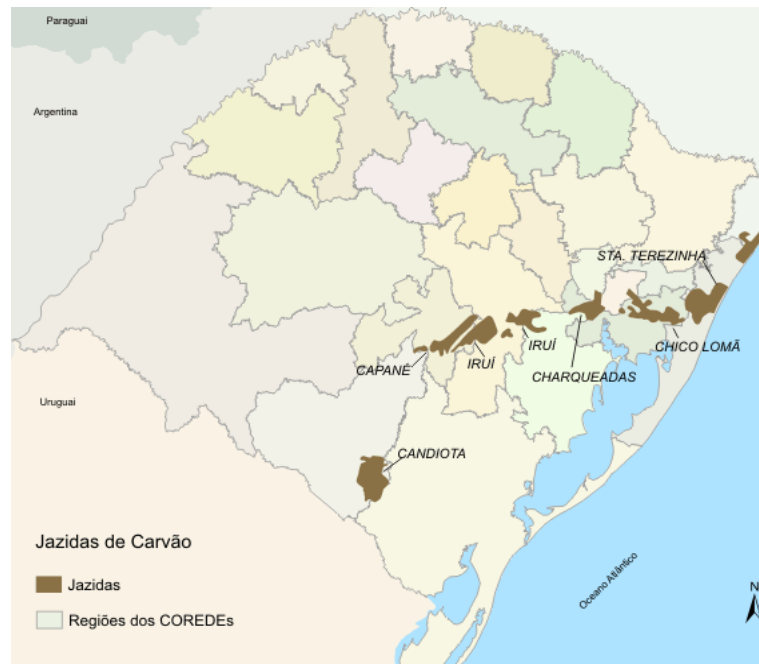 Paraguai
Argentina
STA. TEREZINHA
IRUÍ
CHICO LOMÃ
IRUÍ
CAPANÉ
CHARQUEADAS
Uruguai
CANDIOTA
Jazidas de Carvão
Jazidas
Regiões dos COREDEs
Oceano Atlântico
N